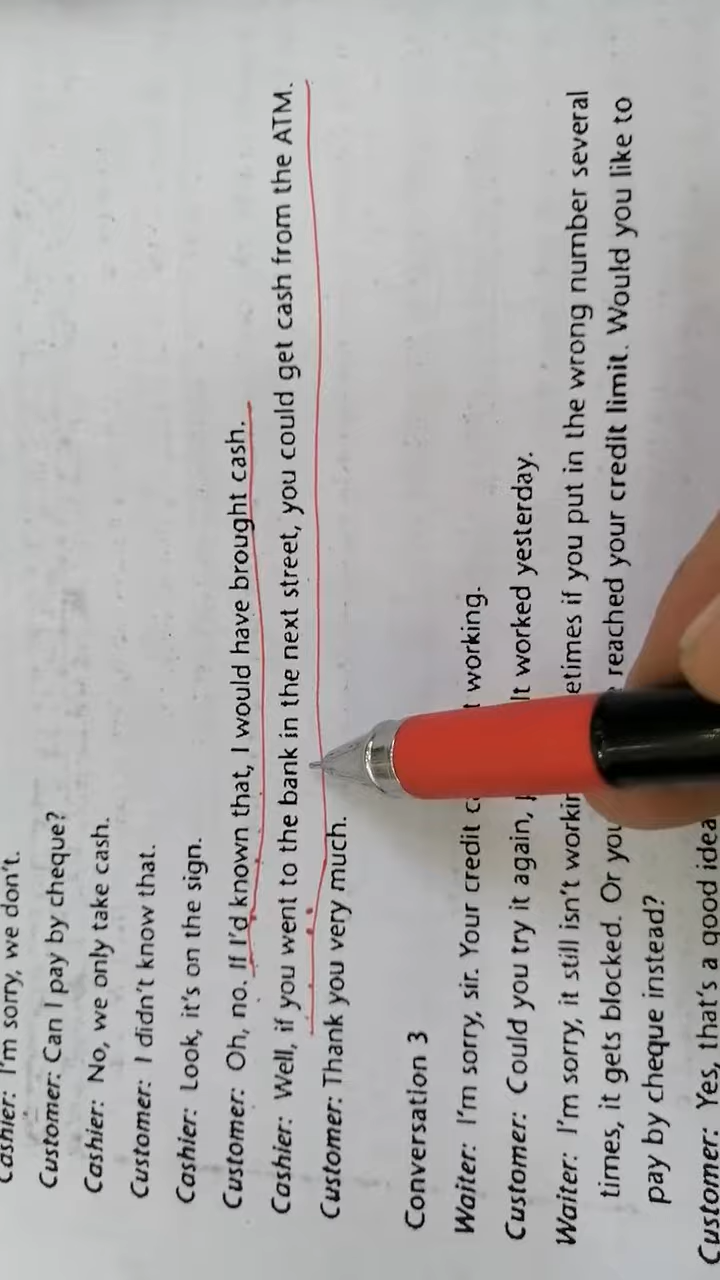 Cashier: I'm sorry, we don't.
Customer: Can I pay by cheque?
Cashier: No, we only take cash.
Customer: I didn't know that.
Cashier: Look, it's on the sign.
Customer: Oh, no. If I'd known that, I would have brought cash.
Cashier: Well, if you went to the bank in the next street, you could get cash from the ATM.
Customer: Thank you very much.
Conversation 3
Waiter: I'm sorry, sir. Your credit working.
Customer: Could you try it again, It worked yesterday.
Waiter: I'm sorry, it still isn't if you put in the wrong number several
times, it gets blocked. Or reached your credit limit. Would you like to
pay by cheque instead?
Customer: Yes, that's a good idea